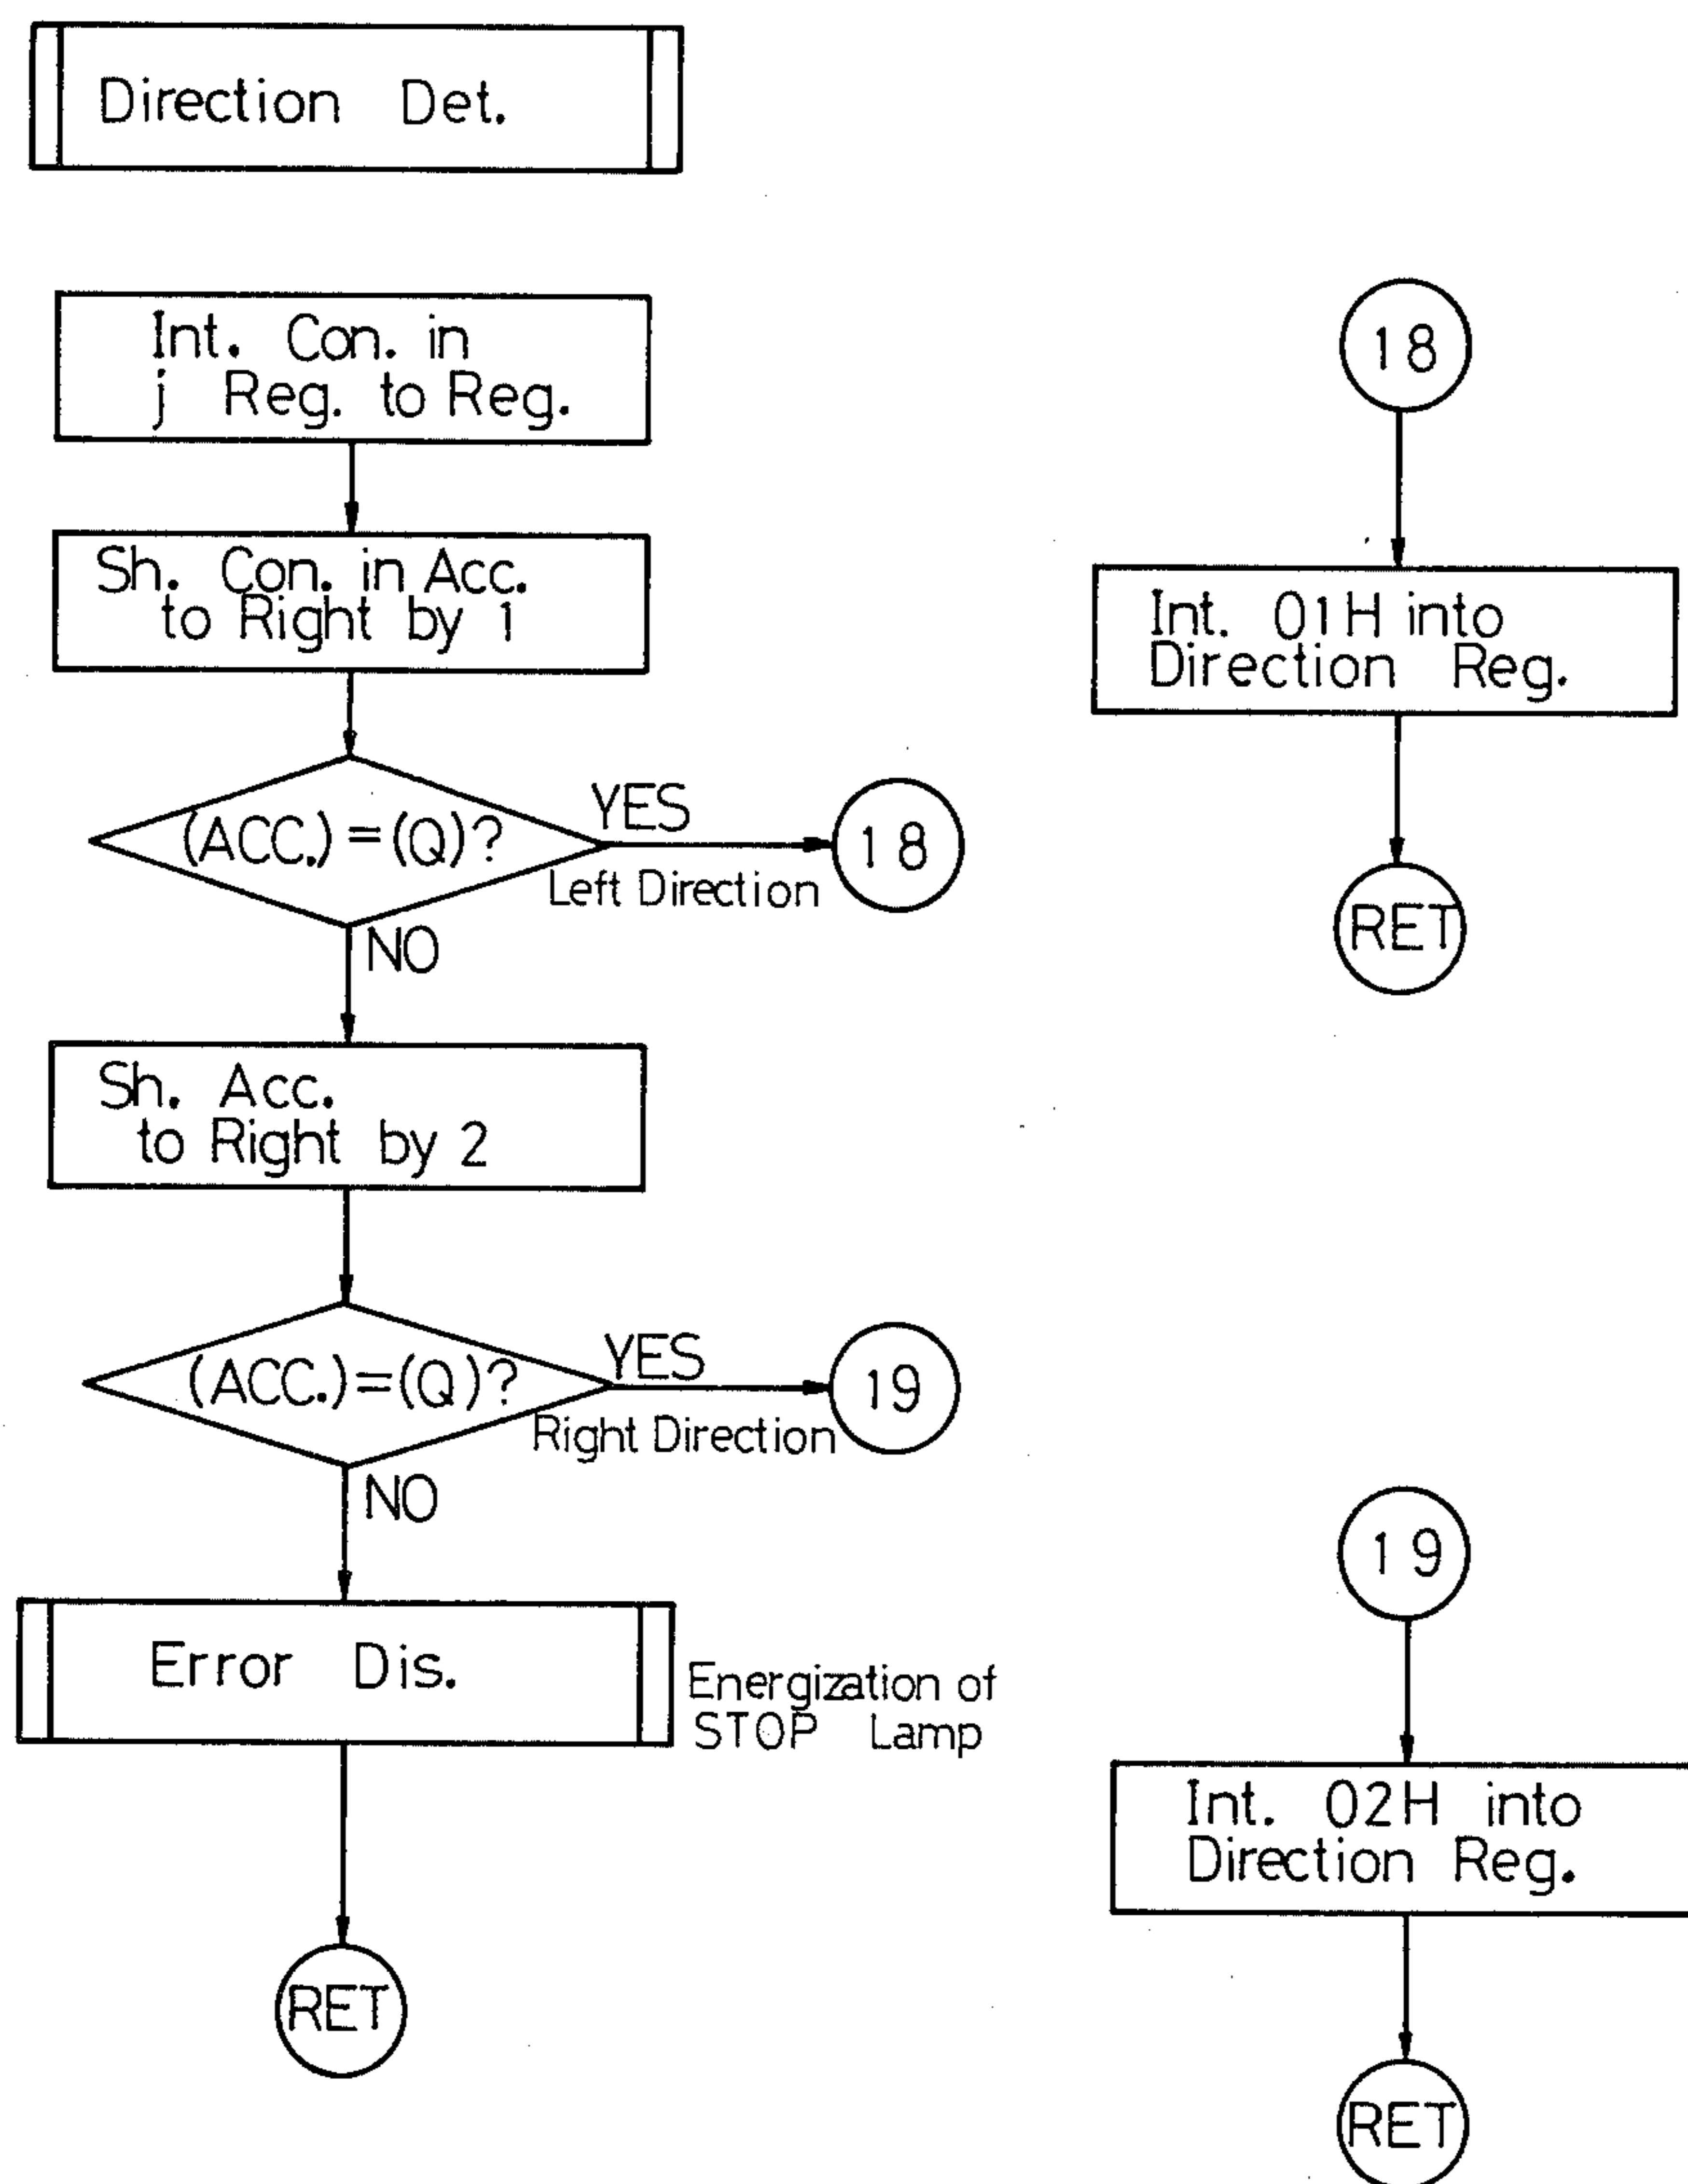 Direction Det.
Int. Con. in
j Reg. to Reg.
Sh. Con. in Acc.
to Right by 1
(ACC.) = (Q)?
YES
Left Direction
18
NO
Sh. Acc.
to Right by 2
(ACC.) = (Q)?
YES
Right Direction
19
NO
Error Dis.
Energization of
STOP Lamp
RET
18
Int. 01H into
Direction Reg.
RET
19
Int. 02H into
Direction Reg.
RET